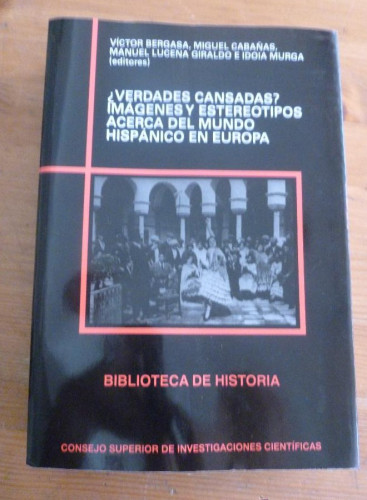 VÍCTOR BERGASA, MIGUEL CABAÑAS,
MANUEL LUCENA GIRALDO E IDOIA MURGA
(editores)
¿VERDADES CANSADAS?
IMÁGENES Y ESTEREOTIPOS
ACERCA DEL MUNDO
HISPÁNICO EN EUROPA
BIBLIOTECA DE HISTORIA
CONSEJO SUPERIOR DE INVESTIGACIONES CIENTÍFICAS